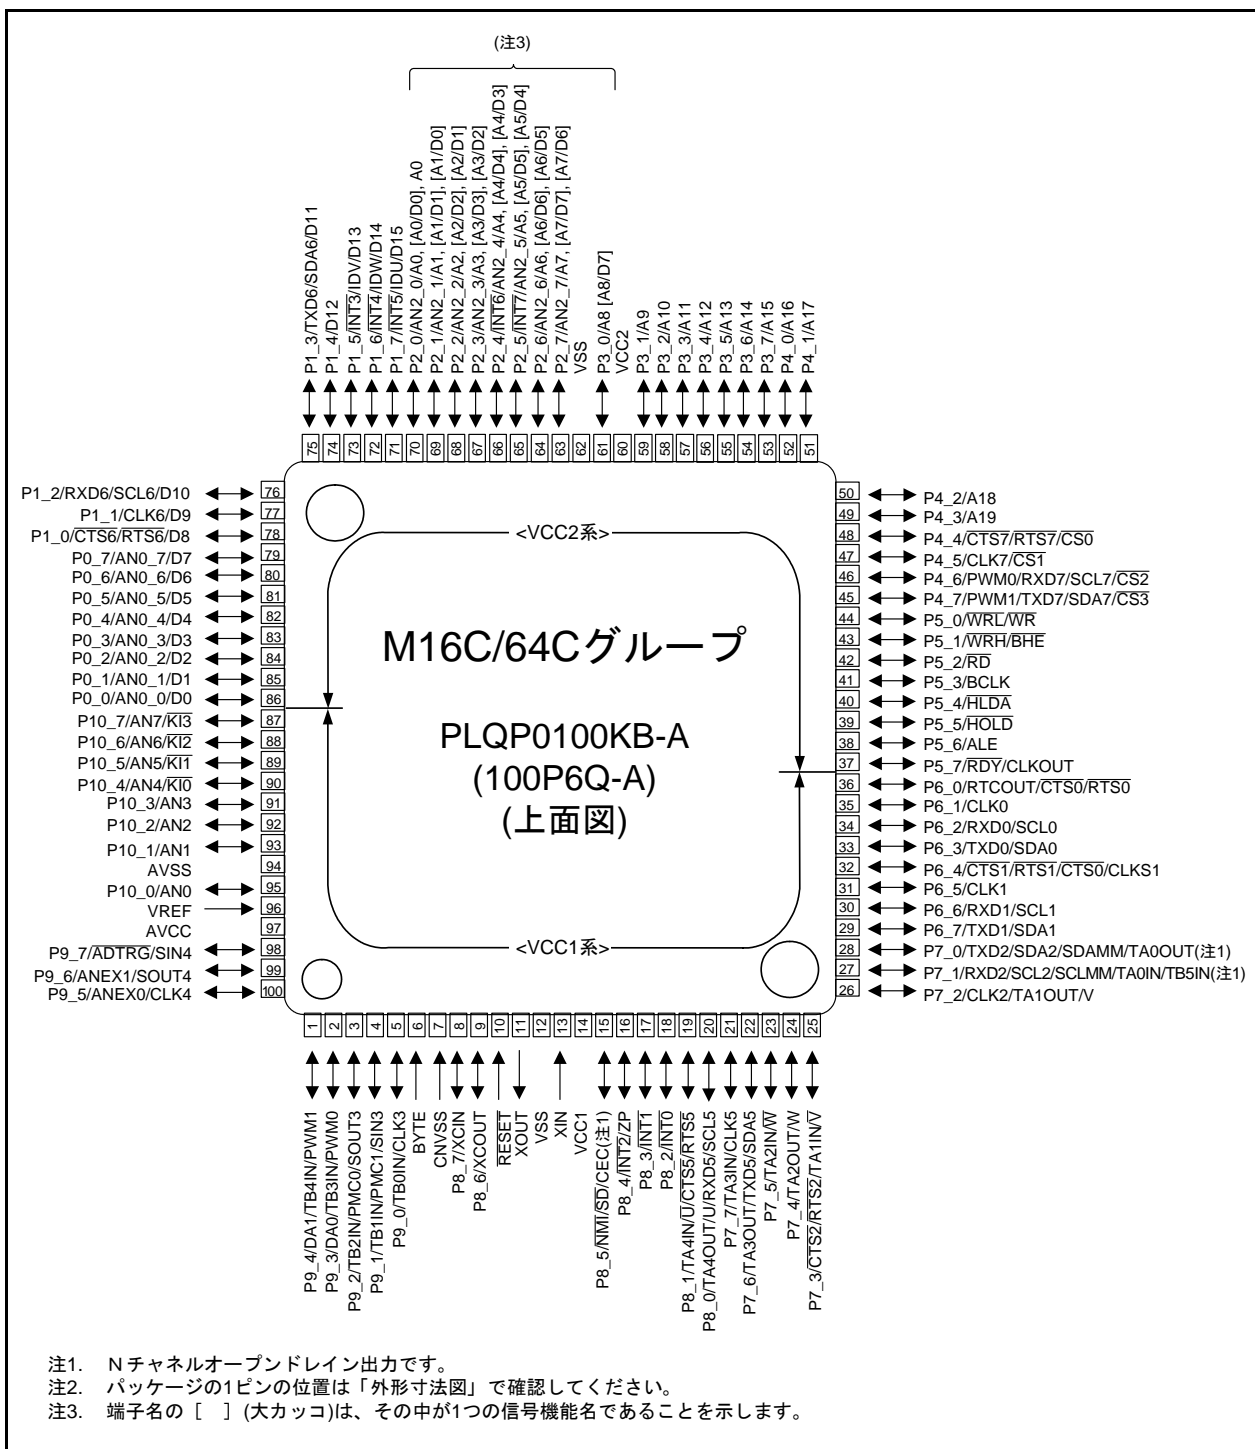 (注3)
P1_3/TXD6/SDA6/D11
P1_4/D12
P1_5/INT3/IDV/D13
P1_6/INT4/IDW/D14
P1_7/INT5/IDU/D15
P2_0/AN2_0/A0, [A0/D0], A0
P2_1/AN2_1/A1, [A1/D1], [A1/D0]
P2_2/AN2_2/A2, [A2/D2], [A2/D1]
P2_3/AN2_3/A3, [A3/D3], [A3/D2]
P2_4/INT6/AN2_4/A4, [A4/D4], [A4/D3]
P2_5/INT7/AN2_5/A5, [A5/D5], [A5/D4]
P2_6/AN2_6/A6, [A6/D6], [A6/D5]
P2_7/AN2_7/A7, [A7/D7], [A7/D6]
VSS
P3_0/A8 [A8/D7]
VCC2
P3_1/A9
P3_2/A10
P3_3/A11
P3_4/A12
P3_5/A13
P3_6/A14
P3_7/A15
P4_0/A16
P4_1/A17
75 74 73 72 71 70 69 68 67 66 65 64 63 62 61 60 59 58 57 56 55 54 53 52 51
P1_2/RXD6/SCL6/D10 76
P1_1/CLK6/D9 77
P1_0/CTS6/RTS6/D8 78
P0_7/AN0_7/D7 79
P0_6/AN0_6/D6 80
P0_5/AN0_5/D5 81
P0_4/AN0_4/D4 82
P0_3/AN0_3/D3 83
P0_2/AN0_2/D2 84
P0_1/AN0_1/D1 85
P0_0/AN0_0/D0 86
P10_7/AN7/KI3 87
P10_6/AN6/KI2 88
P10_5/AN5/KI1 89
P10_4/AN4/KI0 90
P10_3/AN3 91
P10_2/AN2 92
P10_1/AN1 93
AVSS 94
P10_0/AN0 95
VREF 96
AVCC 97
P9_7/ADTRG/SIN4 98
P9_6/ANEX1/SOUT4 99
P9_5/ANEX0/CLK4 100
<VCC2系>
M16C/64Cグループ
PLQP0100KB-A
(100P6Q-A)
(上面図)
<VCC1系>
50 P4_2/A18
49 P4_3/A19
48 P4_4/CTS7/RTS7/CS0
47 P4_5/CLK7/CS1
46 P4_6/PWM0/RXD7/SCL7/CS2
45 P4_7/PWM1/TXD7/SDA7/CS3
44 P5_0/WRL/WR
43 P5_1/WRH/BHE
42 P5_2/RD
41 P5_3/BCLK
40 P5_4/HLDA
39 P5_5/HOLD
38 P5_6/ALE
37 P5_7/RDY/CLKOUT
36 P6_0/RTCOUT/CTS0/RTS0
35 P6_1/CLK0
34 P6_2/RXD0/SCL0
33 P6_3/TXD0/SDA0
32 P6_4/CTS1/RTS1/CTS0/CLKS1
31 P6_5/CLK1
30 P6_6/RXD1/SCL1
29 P6_7/TXD1/SDA1
28 P7_0/TXD2/SDA2/SDAMM/TA0OUT(注1)
27 P7_1/RXD2/SCL2/SCLMM/TA0IN/TB5IN(注1)
26 P7_2/CLK2/TA1OUT/V
1 2 3 4 5 6 7 8 9 10 11 12 13 14 15 16 17 18 19 20 21 22 23 24 25
P9_4/DA1/TB4IN/PWM1
P9_3/DA0/TB3IN/PWM0
P9_2/TB2IN/PMC0/SOUT3
P9_1/TB1IN/PMC1/SIN3
P9_0/TB0IN/CLK3
BYTE
CNVSS
P8_7/XCIN
P8_6/XCOUT
RESET
XOUT
VSS
XIN
VCC1
P8_5/NMI/SD/CEC(注1)
P8_4/INT2/ZP
P8_3/INT1
P8_2/INT0
P8_1/TA4IN/U/CTS5/RTS5
P8_0/TA4OUT/U/RXD5/SCL5
P7_7/TA3IN/CLK5
P7_6/TA3OUT/TXD5/SDA5
P7_5/TA2IN/W
P7_4/TA2OUT/W
P7_3/CTS2/RTS2/TA1IN/V
注1. Nチャネルオープンドレイン出力です。
注2. パッケージの1ピンの位置は「外形寸法図」で確認してください。
注3. 端子名の［　］(大カッコ)は、その中が1つの信号機能名であることを示します。